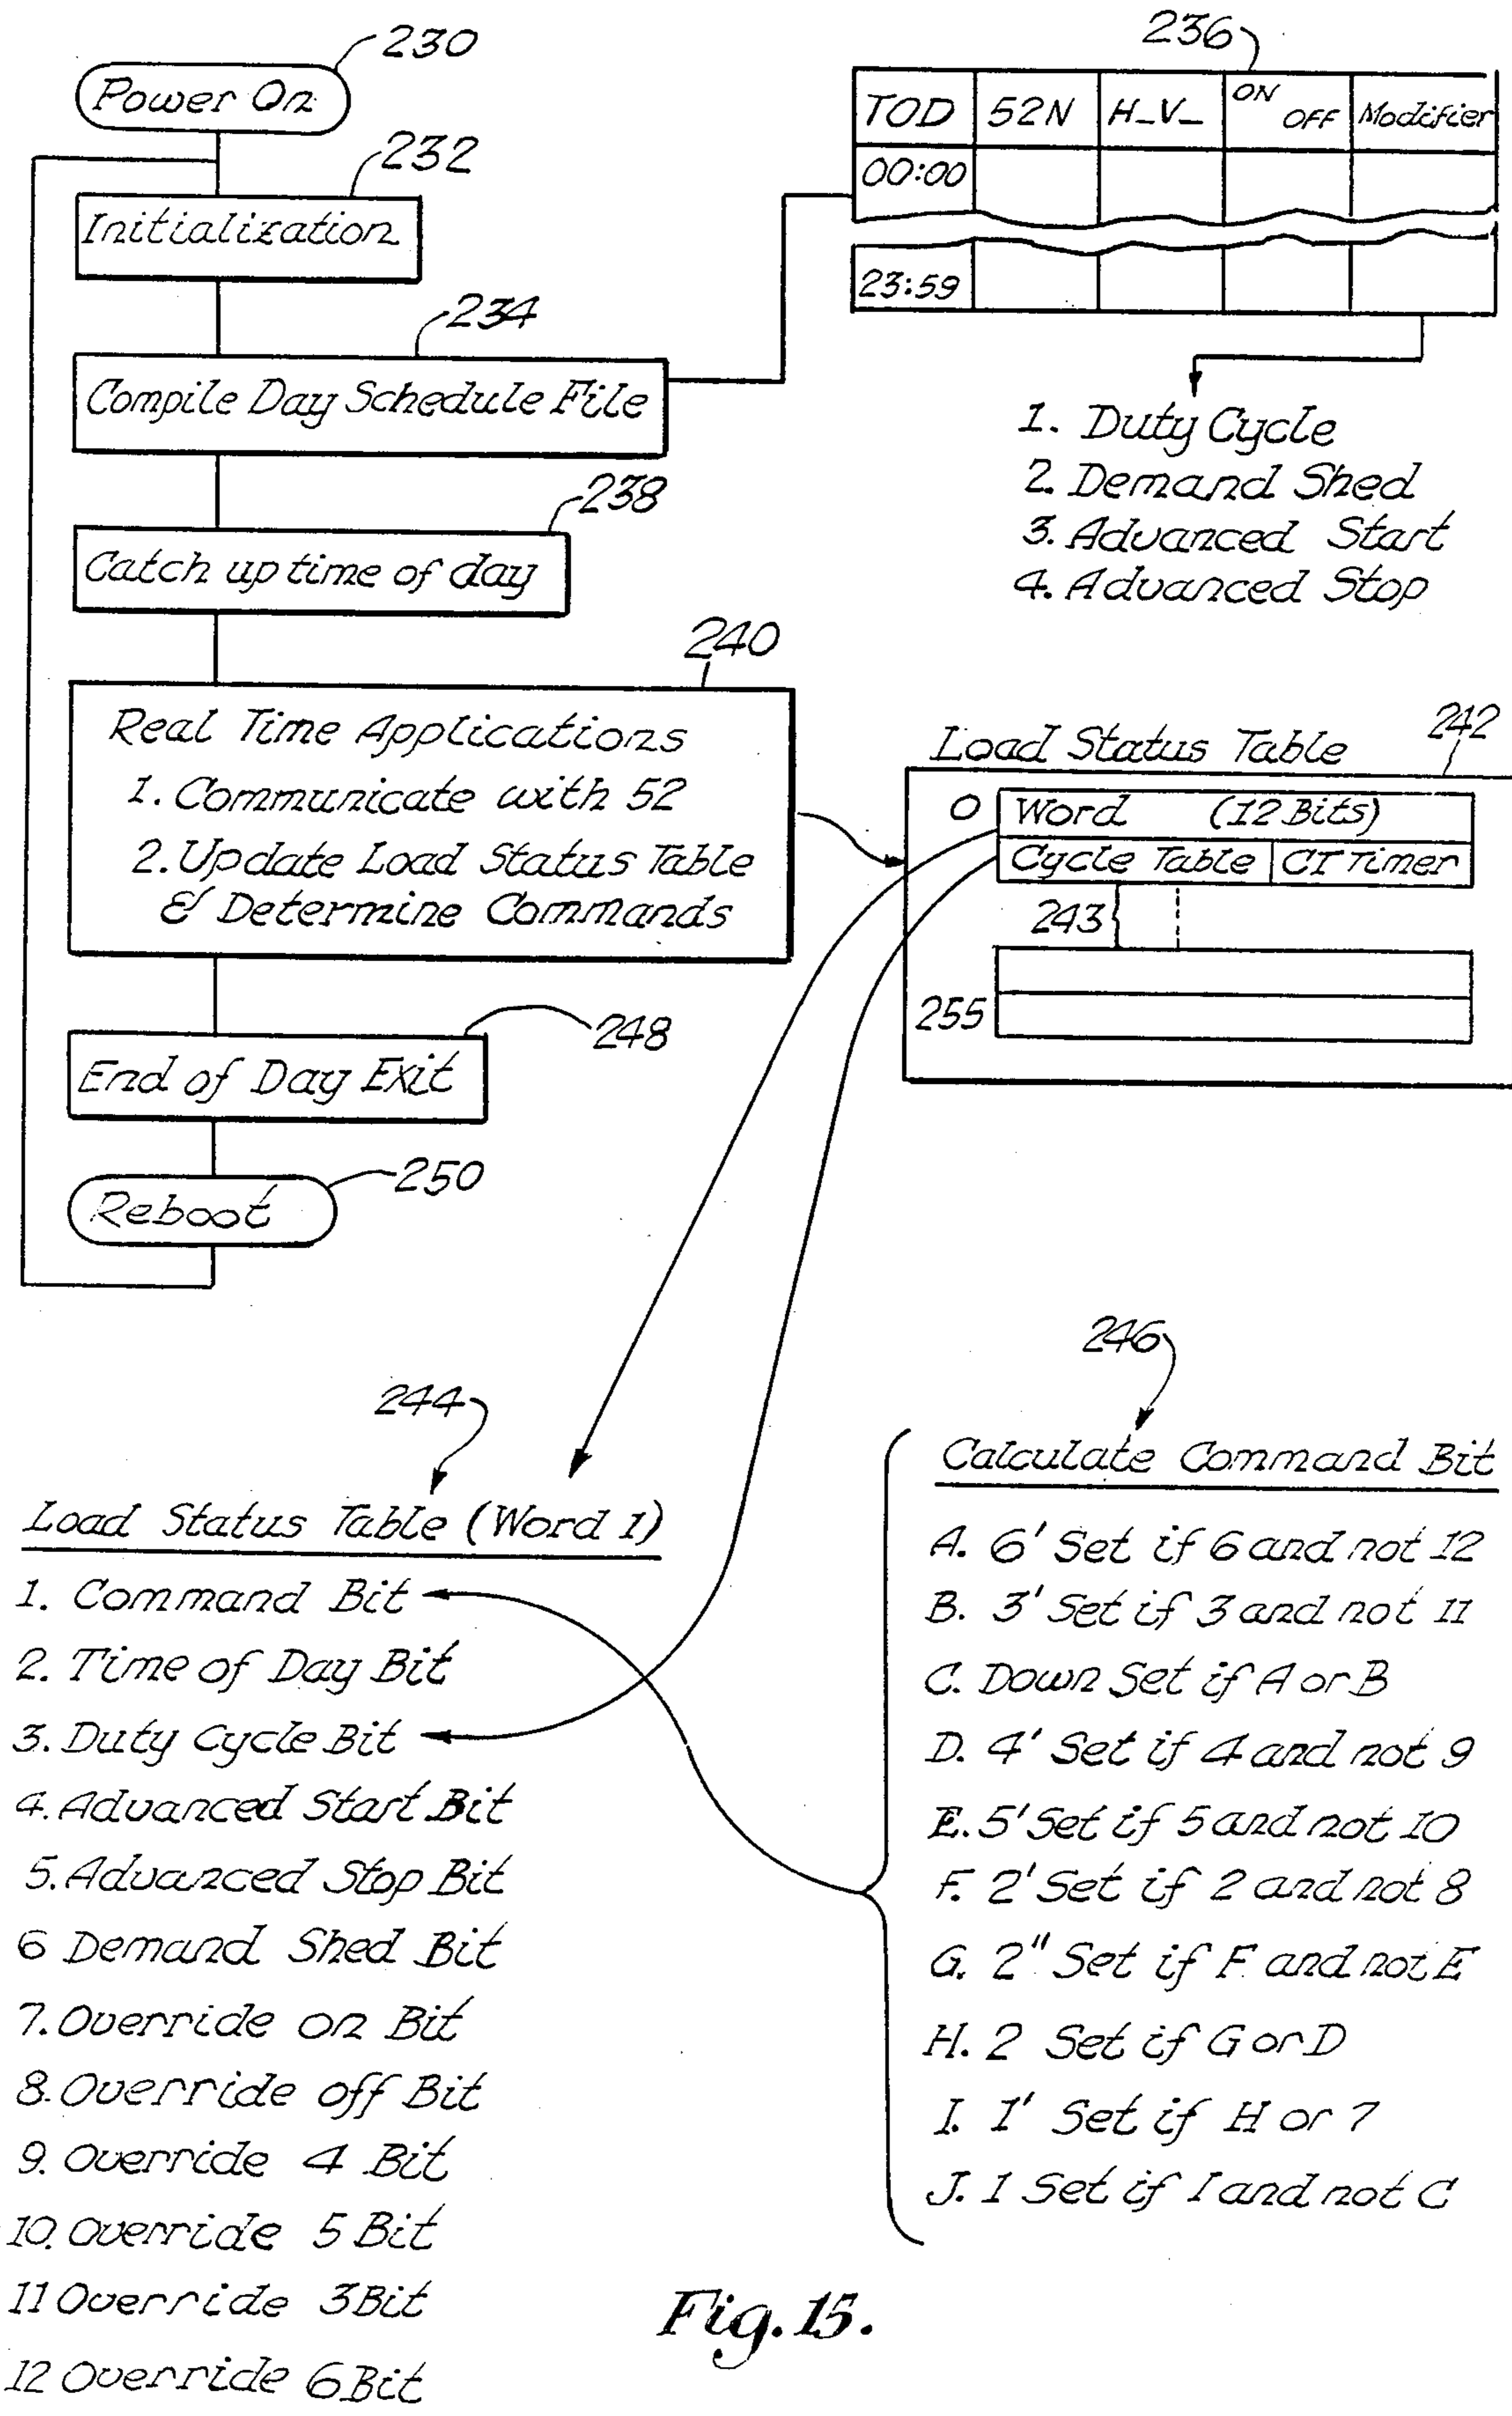 230
Power On
232
Initialization
234
Compile Day Schedule File
238
Catch up time of day
240
Real Time Applications
1. Communicate with 52
2. Update Load Status Table
& Determine Commands
248
End of Day Exit
250
Reboot
236
TOD 52N H_V_ ON OFF Modifier
00:00
23:59
1. Duty Cycle
2. Demand Shed
3. Advanced Start
4. Advanced Stop
242
Load Status Table
0 Word (12 Bits)
Cycle Table CT Timer
243
255
244
Load Status Table (Word 1)
1. Command Bit
2. Time of Day Bit
3. Duty Cycle Bit
4. Advanced Start Bit
5. Advanced Stop Bit
6 Demand Shed Bit
7. Override on Bit
8. Override off Bit
9. Override 4 Bit
10. Override 5 Bit
11 Override 3 Bit
12 Override 6 Bit
246
Calculate Command Bit
A. 6' Set if 6 and not 12
B. 3' Set if 3 and not 11
C. Down Set if A or B
D. 4' Set if 4 and not 9
E. 5' Set if 5 and not 10
F. 2' Set if 2 and not 8
G. 2" Set if F and not E
H. 2 Set if G or D
I. 1' Set if H or 7
J. 1 Set if I and not C
Fig. 15.